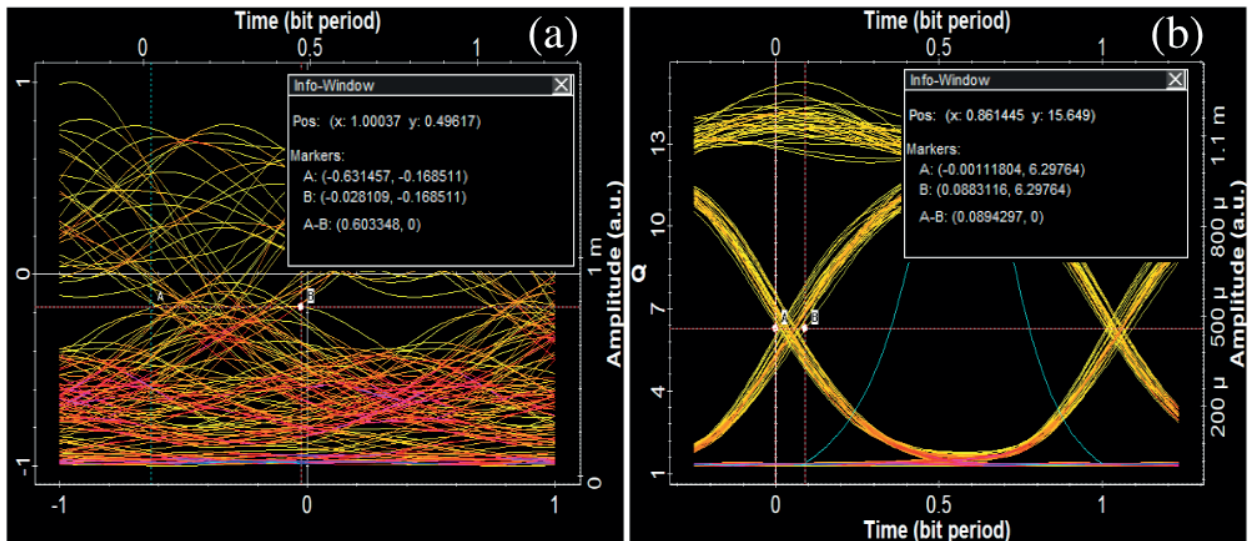 Time (bit period)
0
0.5
1
(a)
Info-Window
Pos: (x: 1.00037 y: 0.49617)
Markers:
A: (-0.631457, -0.168511)
B: (-0.028109, -0.168511)
A-B: (0.603348, 0)
1
0
-1
A
B
1 m
0
Amplitude (a.u.)
-1
0
1
Time (bit period)
0
0.5
1
(b)
Info-Window
Pos: (x: 0.861445 y: 15.649)
Markers:
A: (-0.00111804, 6.29764)
B: (0.0883116, 6.29764)
A-B: (0.0894297, 0)
Q
13
10
7
4
1
A
B
1.1 m
800 µ
500 µ
200 µ
Amplitude (a.u.)
0
0.5
1
Time (bit period)